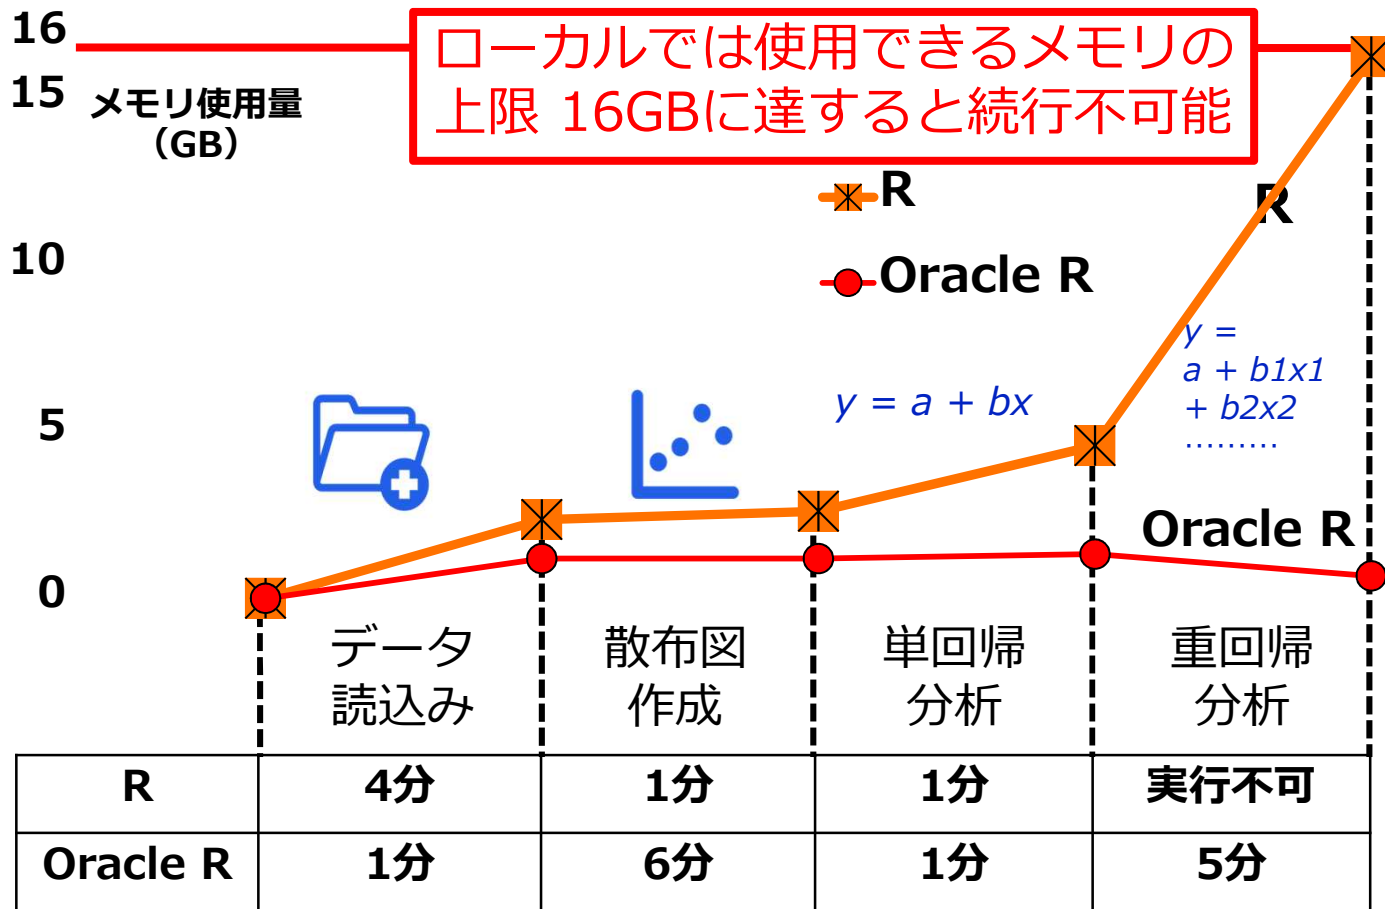 16
ローカルでは使用できるメモリの
上限 16GBに達すると続行不可能
15
メモリ使用量
（GB）
R
R
10
Oracle R
y =
a + b1x1
+ b2x2
………
y = a + bx
5
Oracle R
0
データ
読込み
散布図
作成
単回帰
分析
重回帰
分析
R 4分 1分 1分 実行不可
Oracle R 1分 6分 1分 5分